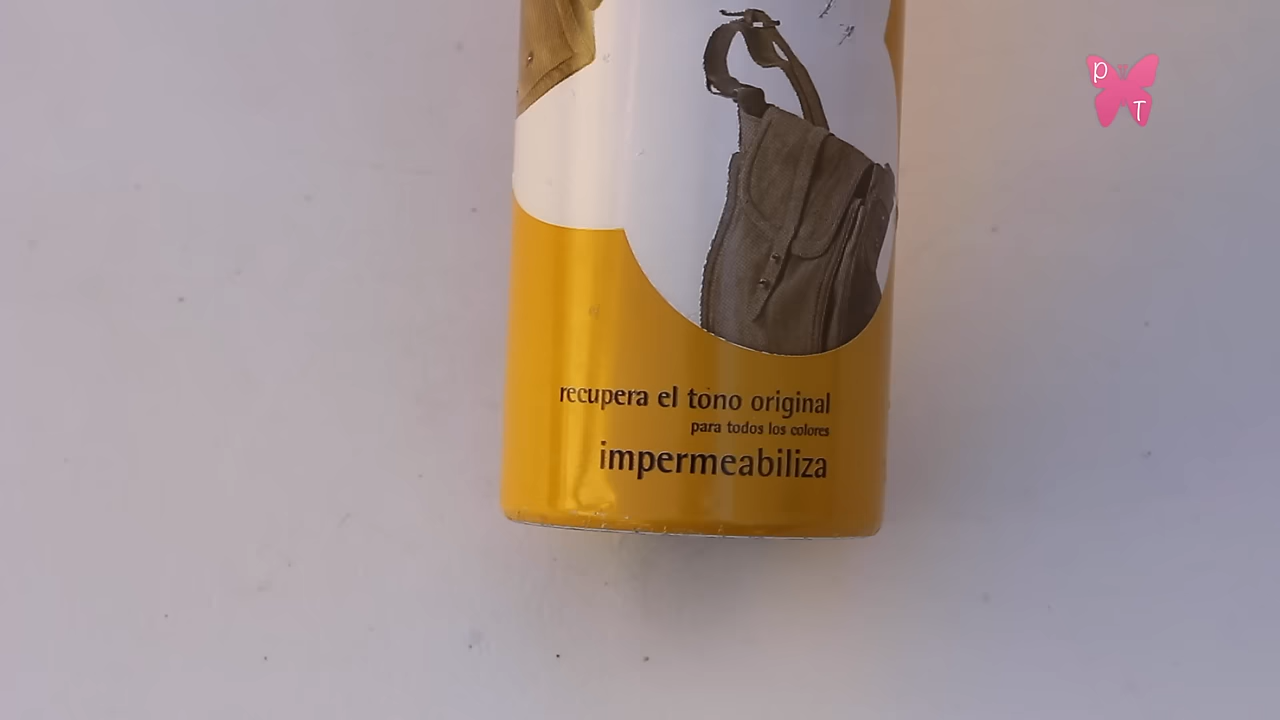 P
T
recupera el tono original
para todos los colores
impermeabiliza